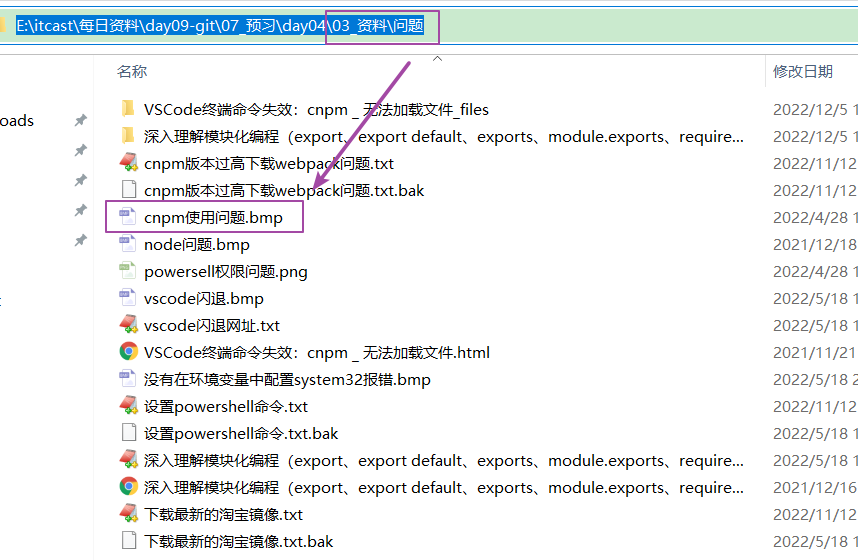 E:\itcast\每日资料\day09-git\07_预习\day04\03_资料\问题
名称 修改日期
oads
VSCode终端命令失效：cnpm _ 无法加载文件_files 2022/12/5 1
深入理解模块化编程（export、export default、exports、module.exports、require... 2022/12/5 1
cnpm版本过高下载webpack问题.txt 2022/11/12
cnpm版本过高下载webpack问题.txt.bak 2022/11/12
cnpm使用问题.bmp 2022/4/28 1
node问题.bmp 2021/12/18
powersell权限问题.png 2022/4/28 1
vscode闪退.bmp 2022/5/18 1
vscode闪退网址.txt 2022/5/18 1
VSCode终端命令失效：cnpm _ 无法加载文件.html 2021/11/21
没有在环境变量中配置system32报错.bmp 2022/5/18 2
设置powershell命令.txt 2022/11/12
设置powershell命令.txt.bak 2022/5/18 1
深入理解模块化编程（export、export default、exports、module.exports、require... 2022/5/18 1
深入理解模块化编程（export、export default、exports、module.exports、require... 2021/12/16
下载最新的淘宝镜像.txt 2022/11/12
下载最新的淘宝镜像.txt.bak 2022/5/18 1